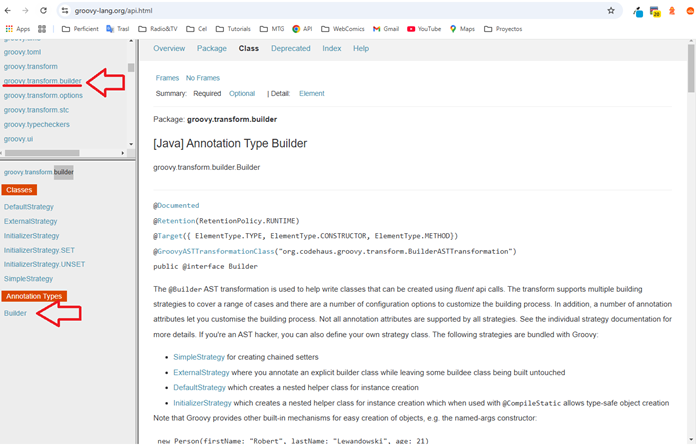 groovy-lang.org/api.html
26
Apps
Perficient
Trasl
Radio&TV
Cel
Tutorials
MTG
API
WebComics
Gmail
YouTube
Maps
Proyectos
groovy.toml
groovy.transform
groovy.transform.builder
groovy.transform.options
groovy.transform.stc
groovy.typecheckers
groovy.ui
groovy.transform.builder
Classes
DefaultStrategy
ExternalStrategy
InitializerStrategy
InitializerStrategy.SET
InitializerStrategy.UNSET
SimpleStrategy
Annotation Types
Builder
Overview Package Class Deprecated Index Help
Frames No Frames
Summary: Required Optional | Detail: Element
Package: groovy.transform.builder
[Java] Annotation Type Builder
groovy.transform.builder.Builder
@Documented
@Retention(RetentionPolicy.RUNTIME)
@Target({ ElementType.TYPE, ElementType.CONSTRUCTOR, ElementType.METHOD})
@GroovyASTTransformationClass("org.codehaus.groovy.transform.BuilderASTTransformation")
public @interface Builder
The @Builder AST transformation is used to help write classes that can be created using fluent api calls. The transform supports multiple building
strategies to cover a range of cases and there are a number of configuration options to customize the building process. In addition, a number of annotation
attributes let you customise the building process. Not all annotation attributes are supported by all strategies. See the individual strategy documentation for
more details. If you're an AST hacker, you can also define your own strategy class. The following strategies are bundled with Groovy:
• SimpleStrategy for creating chained setters
• ExternalStrategy where you annotate an explicit builder class while leaving some buildee class being built untouched
• DefaultStrategy which creates a nested helper class for instance creation
• InitializerStrategy which creates a nested helper class for instance creation which when used with @CompileStatic allows type-safe object creation
Note that Groovy provides other built-in mechanisms for easy creation of objects, e.g. the named-args constructor:
new Person(firstName: "Robert", lastName: "Lewandowski", age: 21)